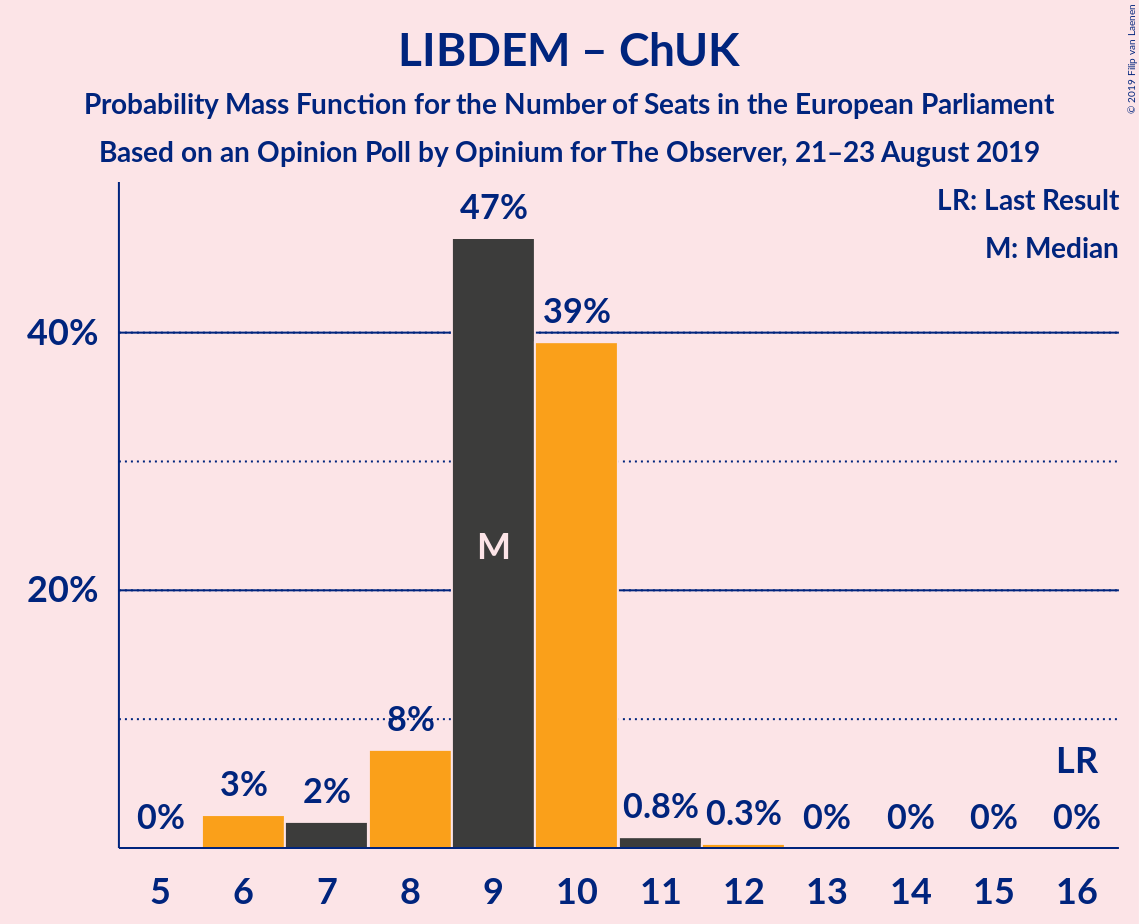 LIBDEM – ChUK
Probability Mass Function for the Number of Seats in the European Parliament
Based on an Opinion Poll by Opinium for The Observer, 21–23 August 2019
© 2019 Filip van Laenen
LR: Last Result
M: Median
47%
39%
40%
M
20%
8%
LR
3%
2%
0%
0.8%
0.3%
0%
0%
0%
0%
5 6 7 8 9 10 11 12 13 14 15 16